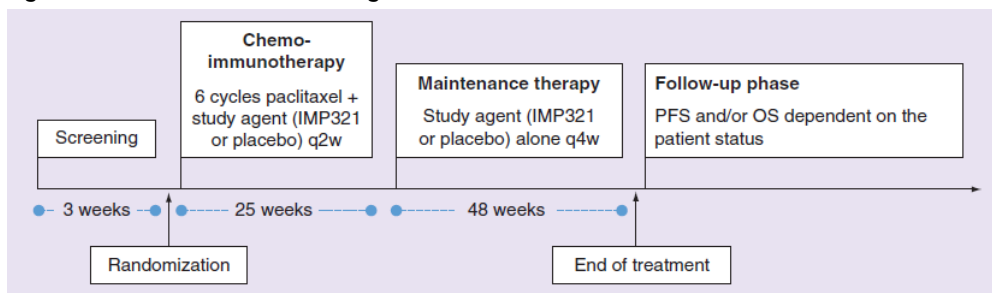 Chemo-
immunotherapy
6 cycles paclitaxel +
study agent (IMP321
or placebo) q2w
Maintenance therapy
Study agent (IMP321
or placebo) alone q4w
Follow-up phase
PFS and/or OS dependent on the
patient status
Screening
3 weeks
25 weeks
48 weeks
Randomization
End of treatment